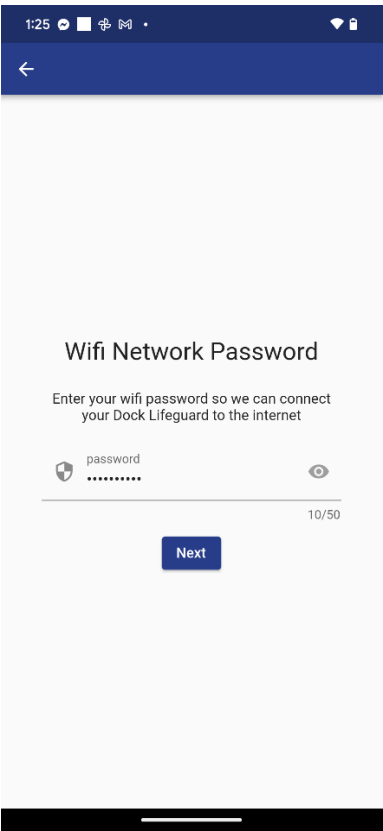 1:25
Wifi Network Password
Enter your wifi password so we can connect
your Dock Lifeguard to the internet
password
••••••••••
10/50
Next